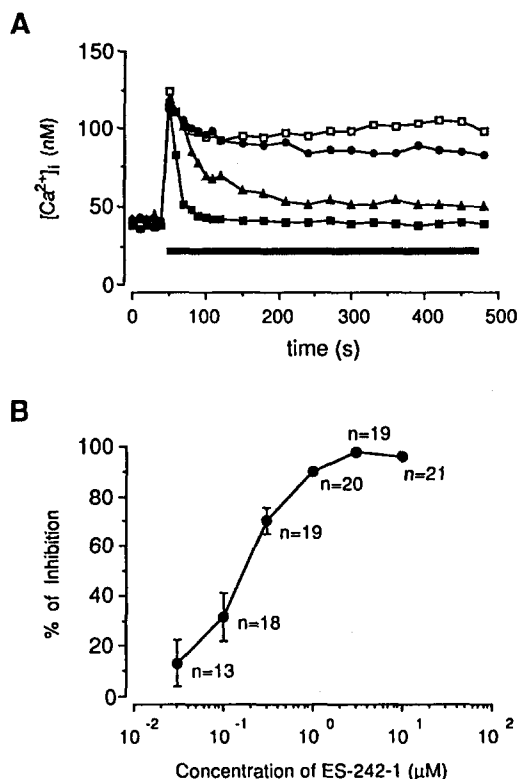 A
150
100
50
0
[Ca²⁺]ᵢ (nM)
0 100 200 300 400 500
time (s)
B
100
80
60
40
20
0
% of Inhibition
n=13
n=18
n=19
n=20
n=19
n=21
10⁻² 10⁻¹ 10⁰ 10¹ 10²
Concentration of ES-242-1 (µM)